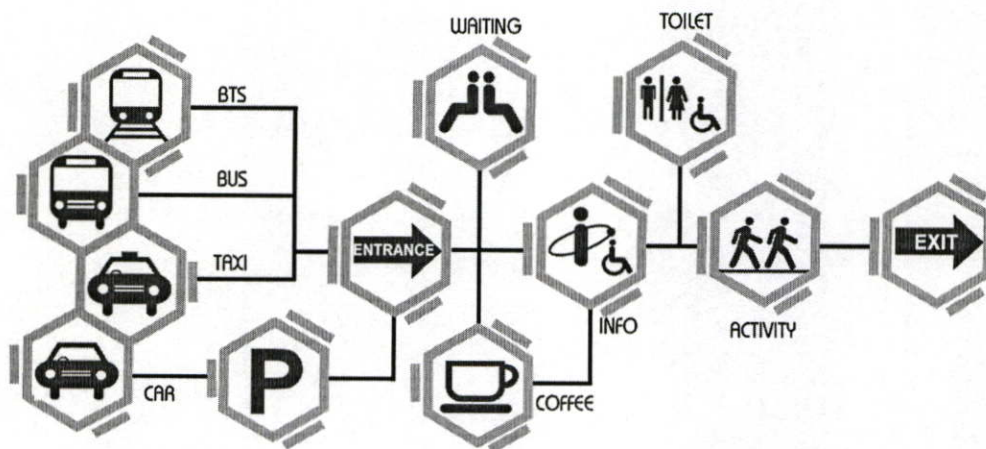 WAITING
TOILET
BTS
BUS
TAXI
ENTRANCE
EXIT
INFO
ACTIVITY
CAR
P
COFFEE